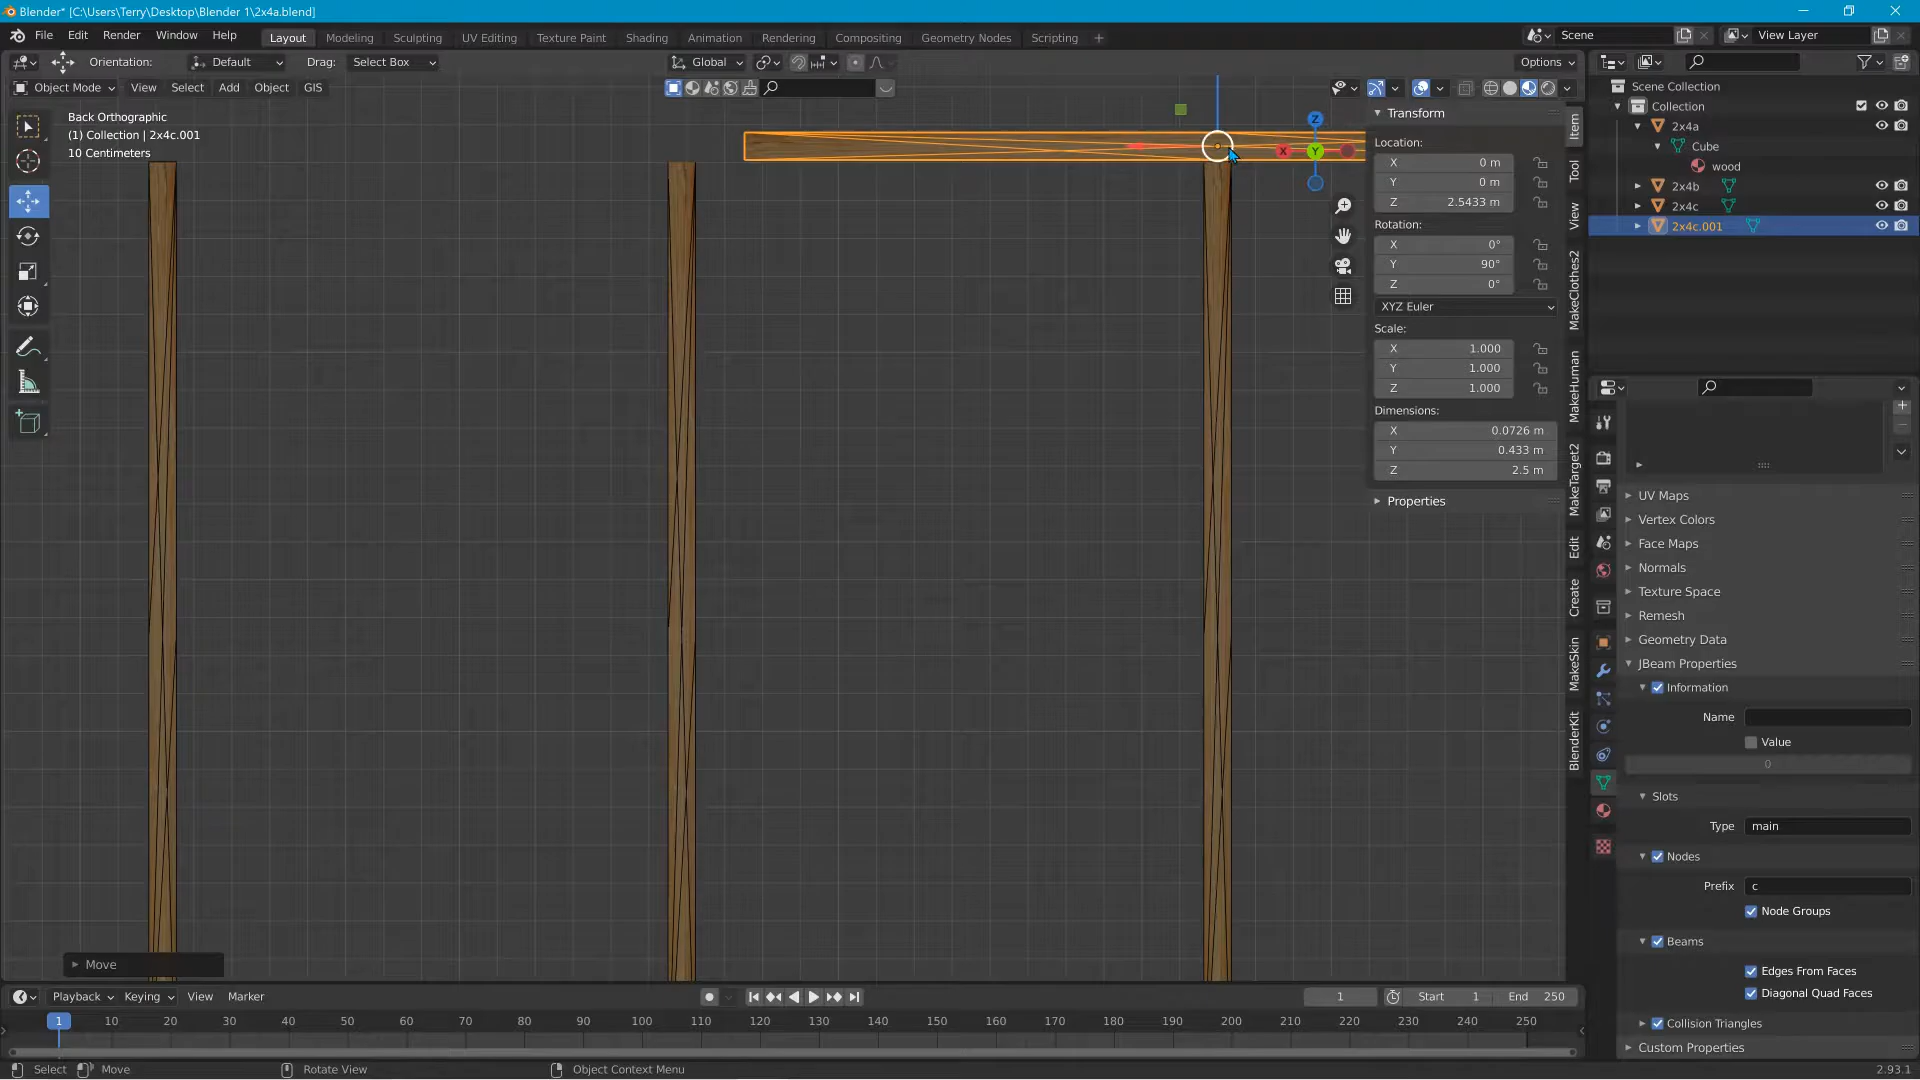 Blender* [C:\Users\Terry\Desktop\Blender 1\2x4a.blend]
File Edit Render Window Help
Layout Modeling Sculpting UV Editing Texture Paint Shading Animation Rendering Compositing Geometry Nodes Scripting
Scene
View Layer
Orientation: Default Drag: Select Box
Global
Options
Object Mode View Select Add Object GIS
Back Orthographic
(1) Collection | 2x4c.001
10 Centimeters
Z
X
Y
Transform
Location:
X 0 m
Y 0 m
Z 2.5433 m
Rotation:
X 0°
Y 90°
Z 0°
XYZ Euler
Scale:
X 1.000
Y 1.000
Z 1.000
Dimensions:
X 0.0726 m
Y 0.433 m
Z 2.5 m
Properties
Item
Tool
View
MakeClothes2
MakeHuman
MakeTarget2
Edit
Create
MakeSkin
BlenderKit
Scene Collection
Collection
2x4a
Cube
wood
2x4b
2x4c
2x4c.001
UV Maps
Vertex Colors
Face Maps
Normals
Texture Space
Remesh
Geometry Data
JBeam Properties
Information
Name
Value
0
Slots
Type main
Nodes
Prefix c
Node Groups
Beams
Edges From Faces
Diagonal Quad Faces
Collision Triangles
Custom Properties
Move
Playback Keying View Marker
1 Start 1 End 250
1 10 20 30 40 50 60 70 80 90 100 110 120 130 140 150 160 170 180 190 200 210 220 230 240 250
Select Move Rotate View Object Context Menu
2.93.1